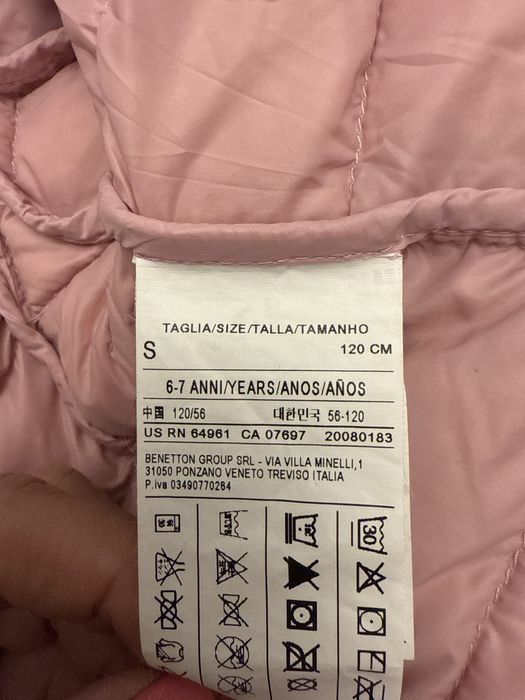 TAGLIA/SIZE/TALLA/TAMANHO
S 120 CM
6-7 ANNI/YEARS/ANOS/AÑOS
中国 120/56 대한민국 56-120
US RN 64961 CA 07697 20080183
BENETTON GROUP SRL - VIA VILLA MINELLI,1
31050 PONZANO VENETO TREVISO ITALIA
P.iva 03490770264
30